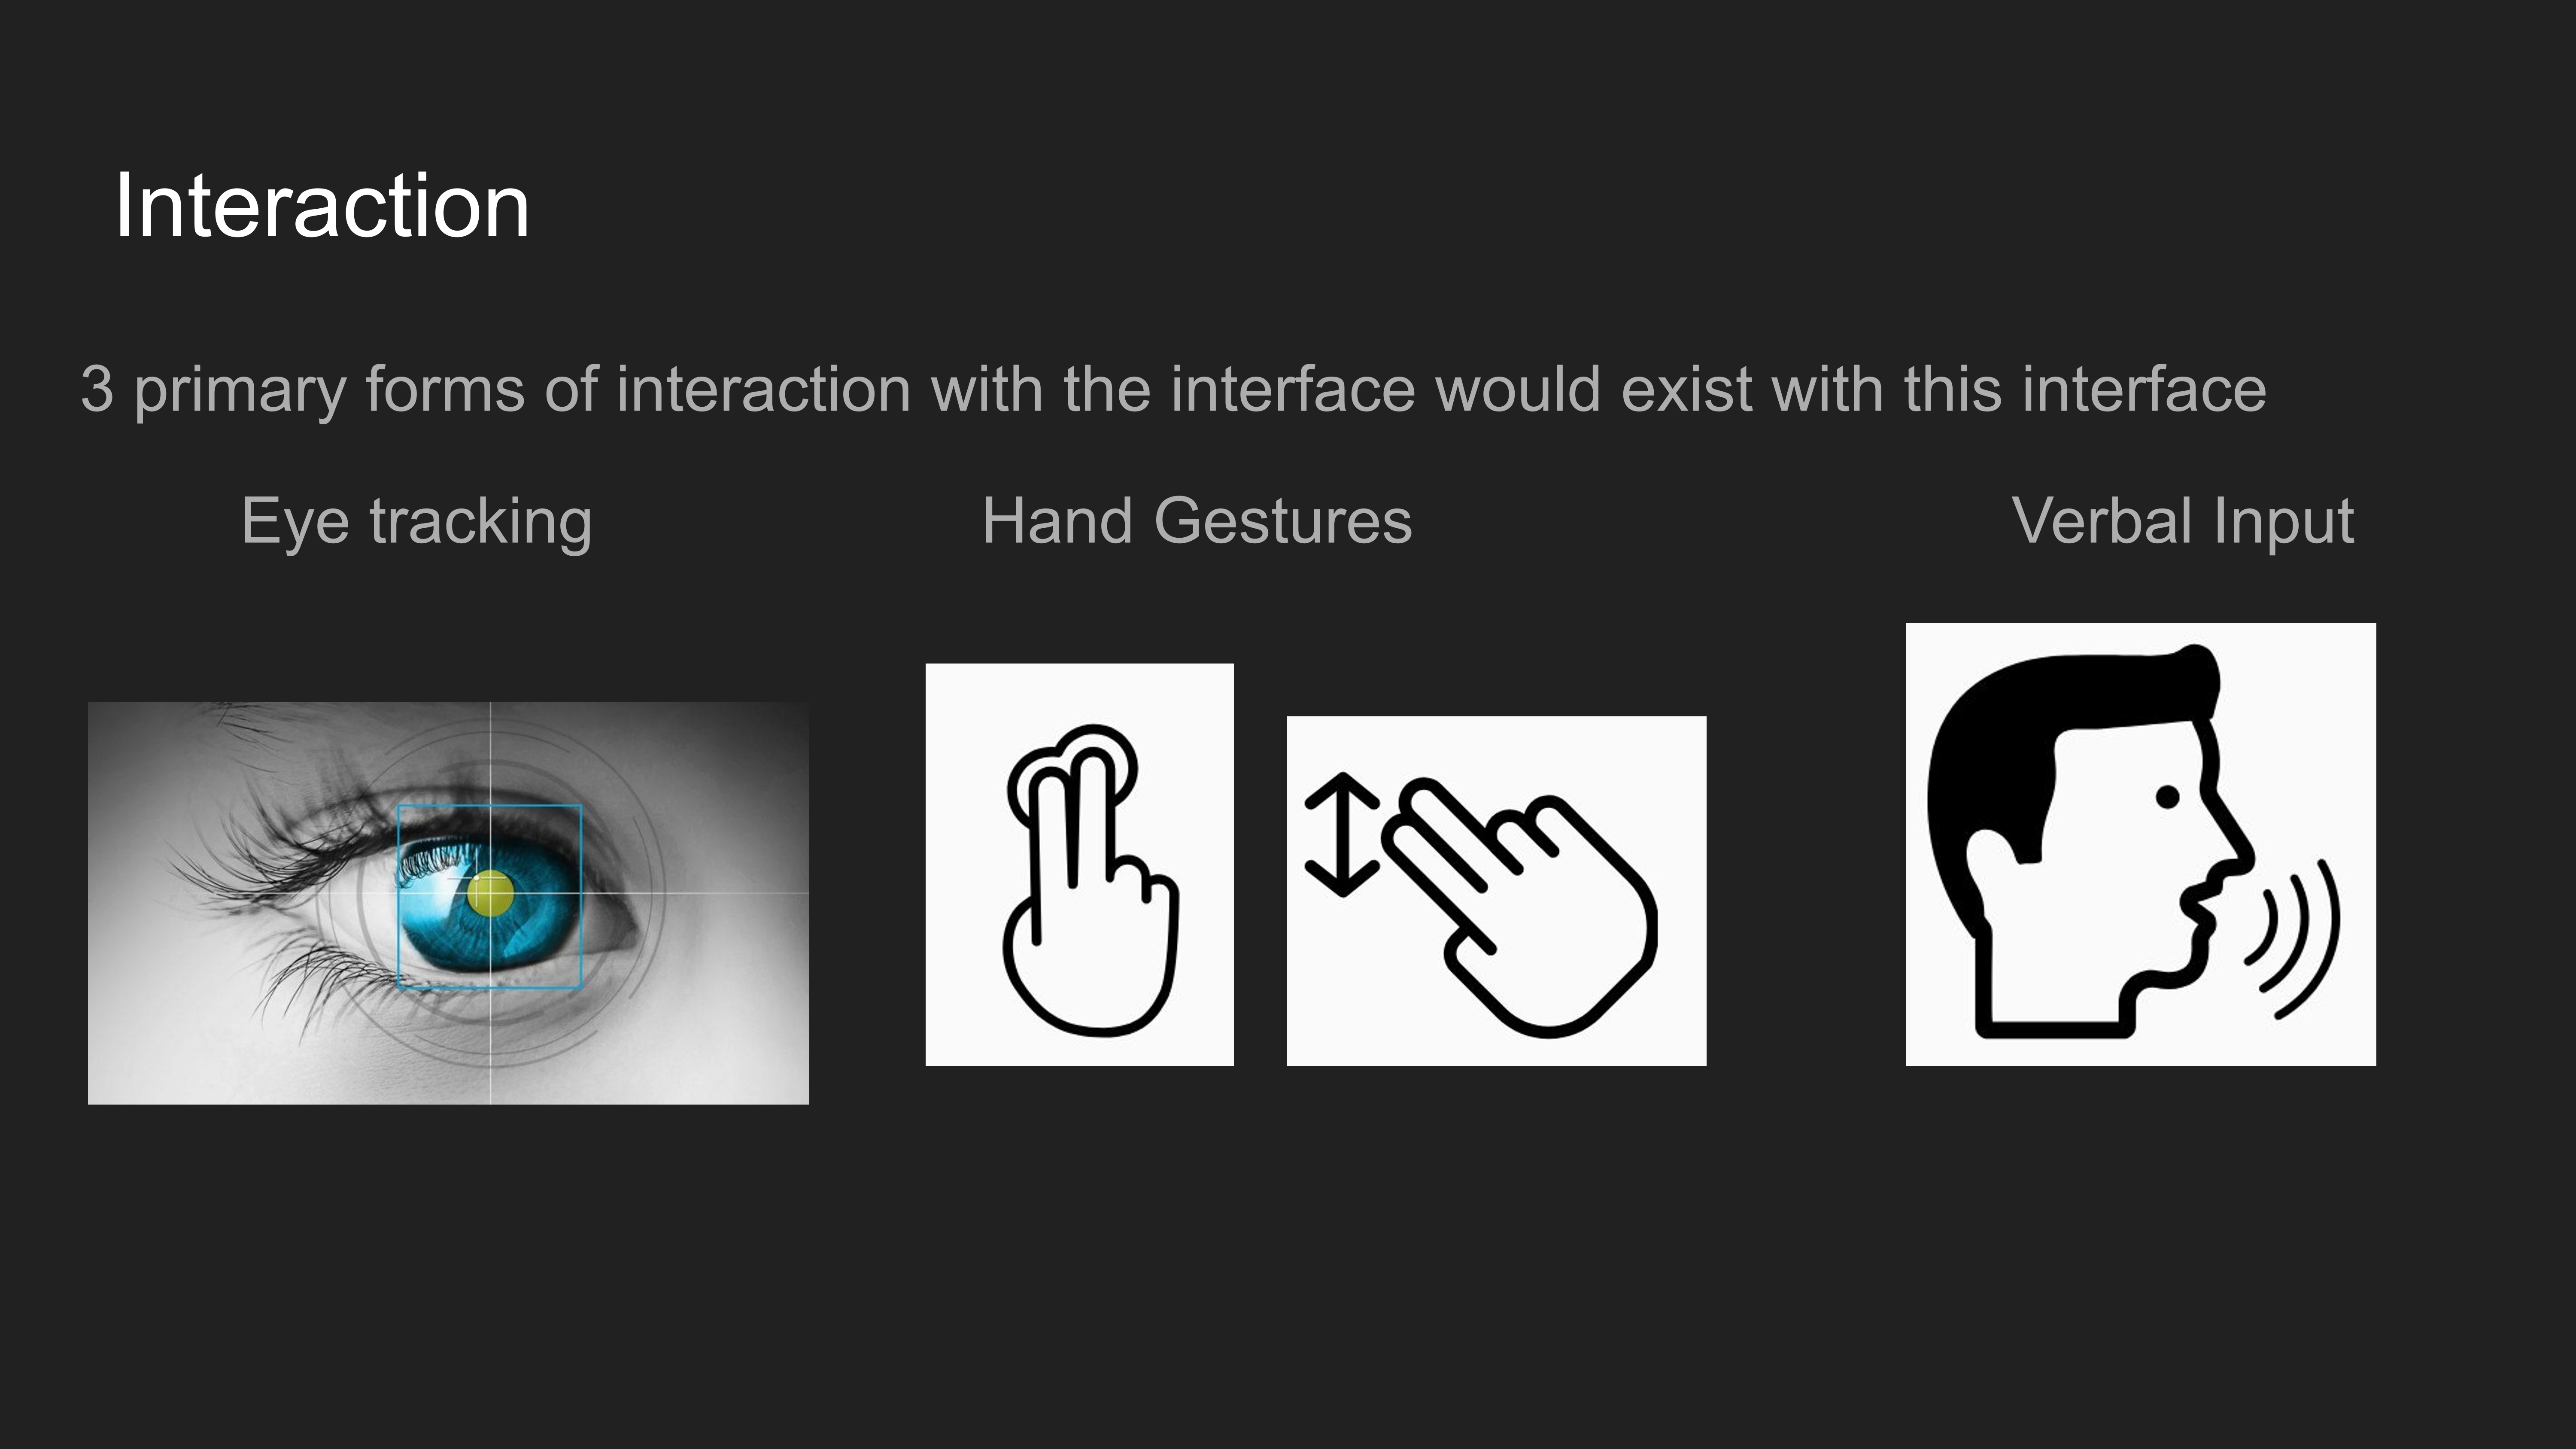 Interaction
3 primary forms of interaction with the interface would exist with this interface
Eye tracking
Hand Gestures
Verbal Input